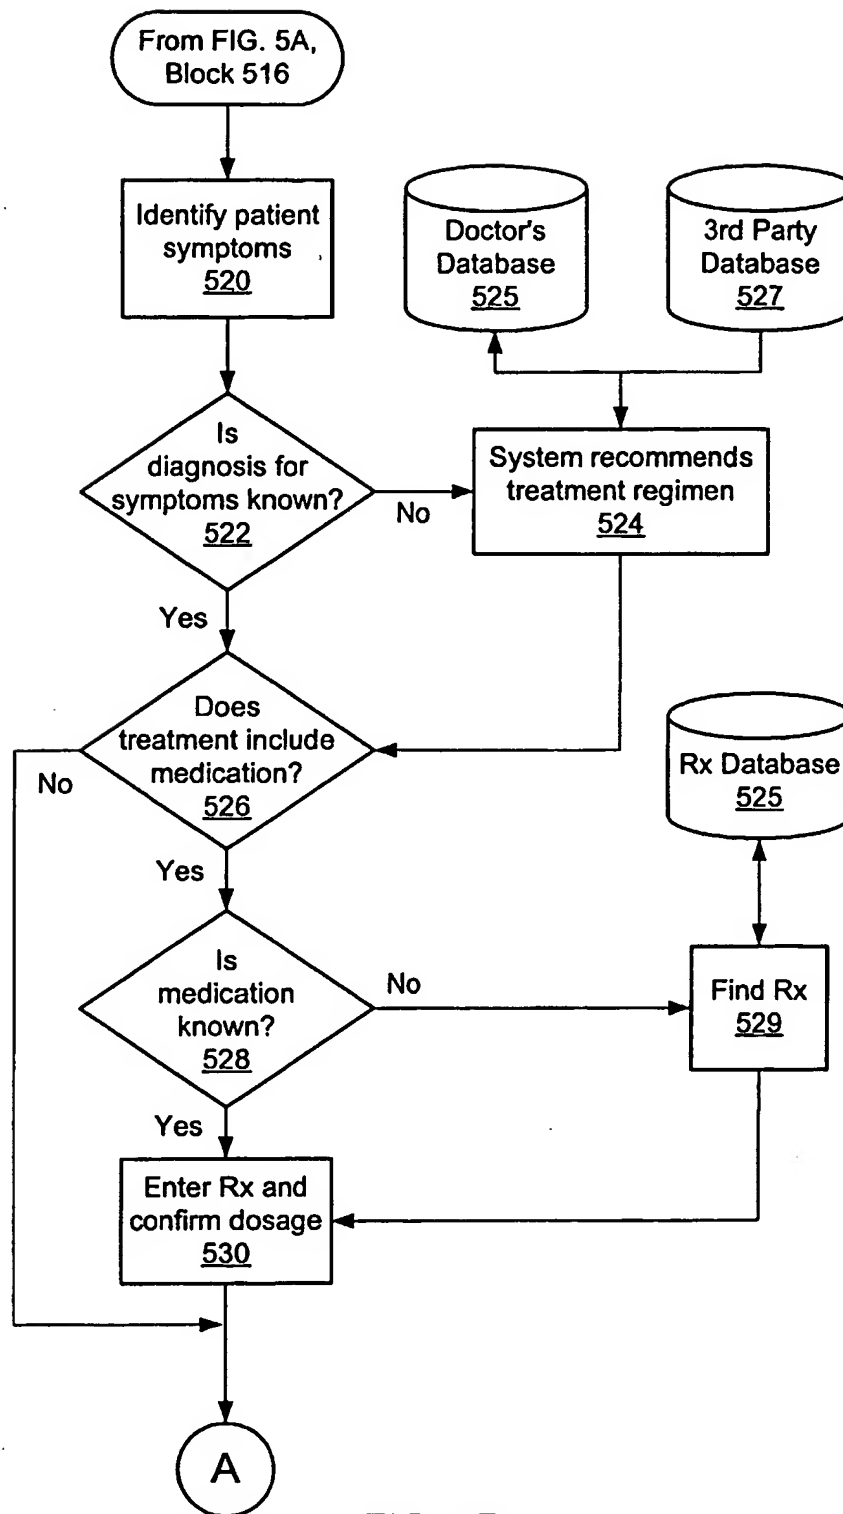 From FIG. 5A,
Block 516
Identify patient
symptoms
520
Doctor's
Database
525
3rd Party
Database
527
Is
diagnosis for
symptoms known?
522
No
System recommends
treatment regimen
524
Yes
Does
treatment include
medication?
526
No
Rx Database
525
Yes
Is
medication
known?
528
No
Find Rx
529
Yes
Enter Rx and
confirm dosage
530
A